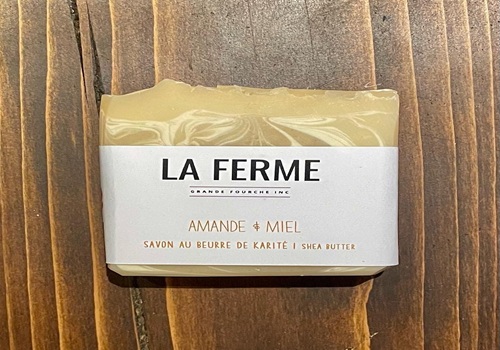 LA FERME
GRANDE FOURCHE INC
AMANDE & MIEL
SAVON AU BEURRE DE KARITÉ | SHEA BUTTER